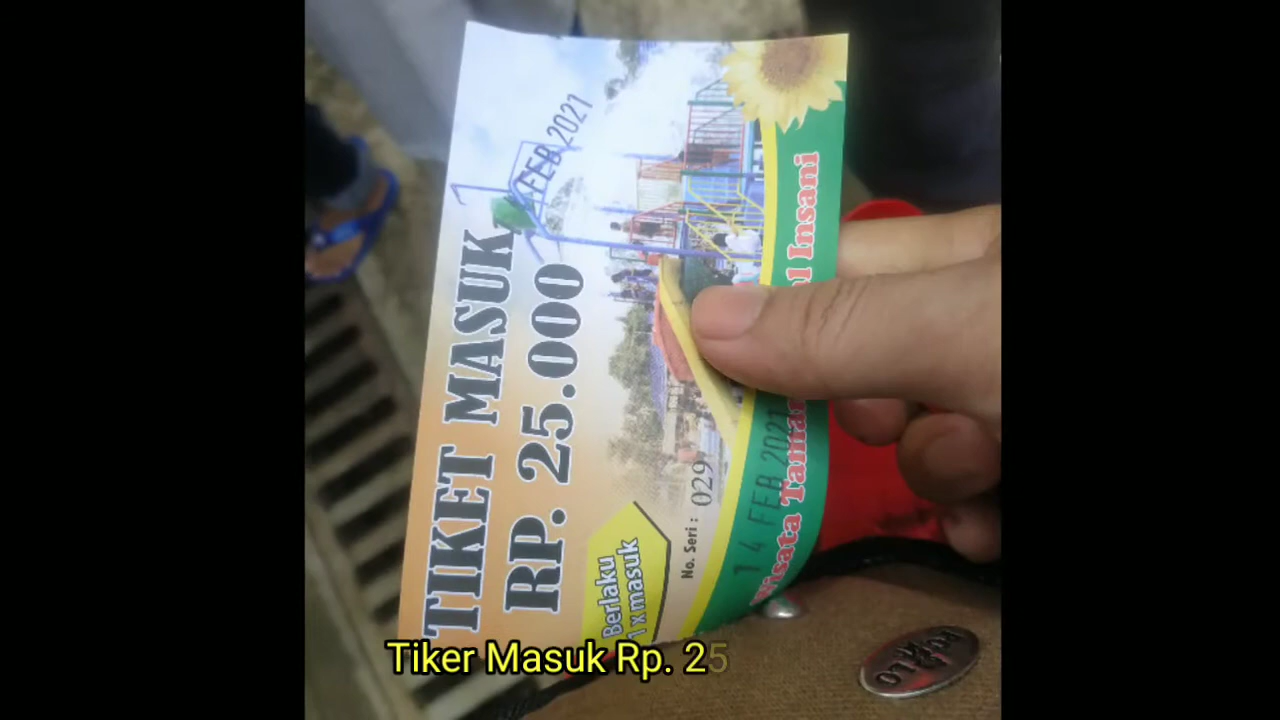 TIKET MASUK
RP. 25.000
FEB 2021
Berlaku
1 x masuk
No. Seri : 029
14 FEB 2021
Wisata Taman
Insani
Tiker Masuk Rp. 25